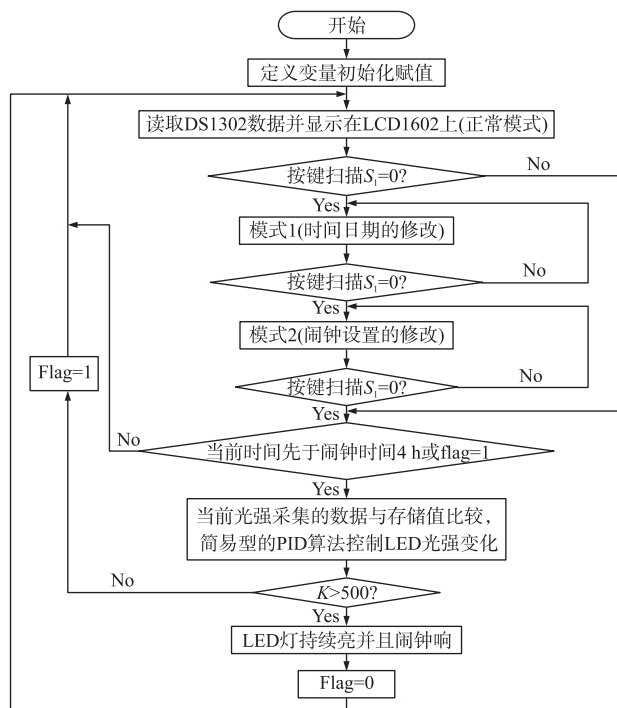 开始
定义变量初始化赋值
读取DS1302数据并显示在LCD1602上(正常模式)
按键扫描S₁=0?
No
Yes
模式1(时间日期的修改)
按键扫描S₁=0?
No
Yes
模式2(闹钟设置的修改)
Flag=1
按键扫描S₁=0?
No
Yes
No
当前时间先于闹钟时间4 h或flag=1
Yes
当前光强采集的数据与存储值比较，
简易型的PID算法控制LED光强变化
No
K>500?
Yes
LED灯持续亮并且闹钟响
Flag=0